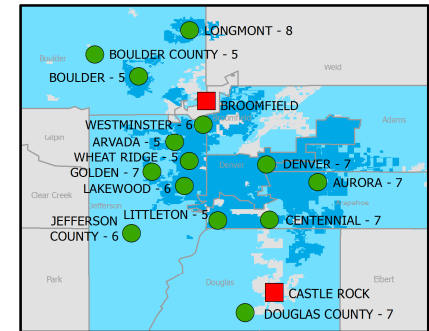 LONGMONT - 8
Boulder
BOULDER COUNTY - 5
Weld
BOULDER - 5
BROOMFIELD
Broomfield
Adams
WESTMINSTER - 6
Gilpin
ARVADA - 5
WHEAT RIDGE - 5
Denver
DENVER - 7
GOLDEN - 7
AURORA - 7
LAKEWOOD - 6
Clear Creek
Jefferson
Arapahoe
LITTLETON - 5
CENTENNIAL - 7
JEFFERSON
COUNTY - 6
Park
Douglas
Elbert
CASTLE ROCK
DOUGLAS COUNTY - 7